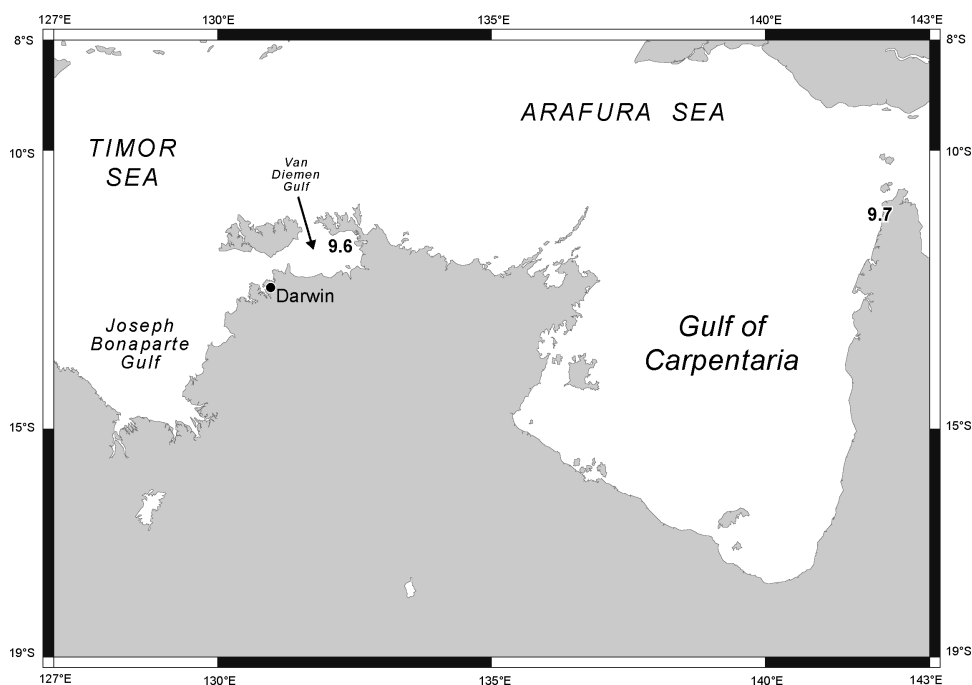 127°E
130°E
135°E
140°E
143°E
8°S
8°S
ARAFURA SEA
TIMOR
SEA
10°S
10°S
Van
Diemen
Gulf
9.7
9.6
Darwin
Joseph
Bonaparte
Gulf
Gulf of
Carpentaria
15°S
15°S
19°S
19°S
127°E
130°E
135°E
140°E
143°E